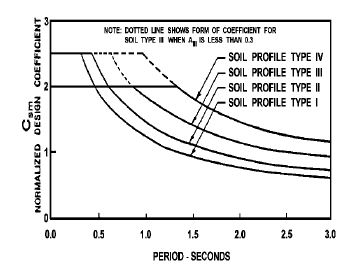 3
NOTE: DOTTED LINE SHOWS FORM OF COEFFICIENT FOR
SOIL TYPE III WHEN A IS LESS THAN 0.3
SOIL PROFILE TYPE IV
SOIL PROFILE TYPE III
SOIL PROFILE TYPE II
SOIL PROFILE TYPE I
2
1
0
Csm
NORMALIZED DESIGN COEFFICIENT
0.0 0.5 1.0 1.5 2.0 2.5 3.0
PERIOD - SECONDS